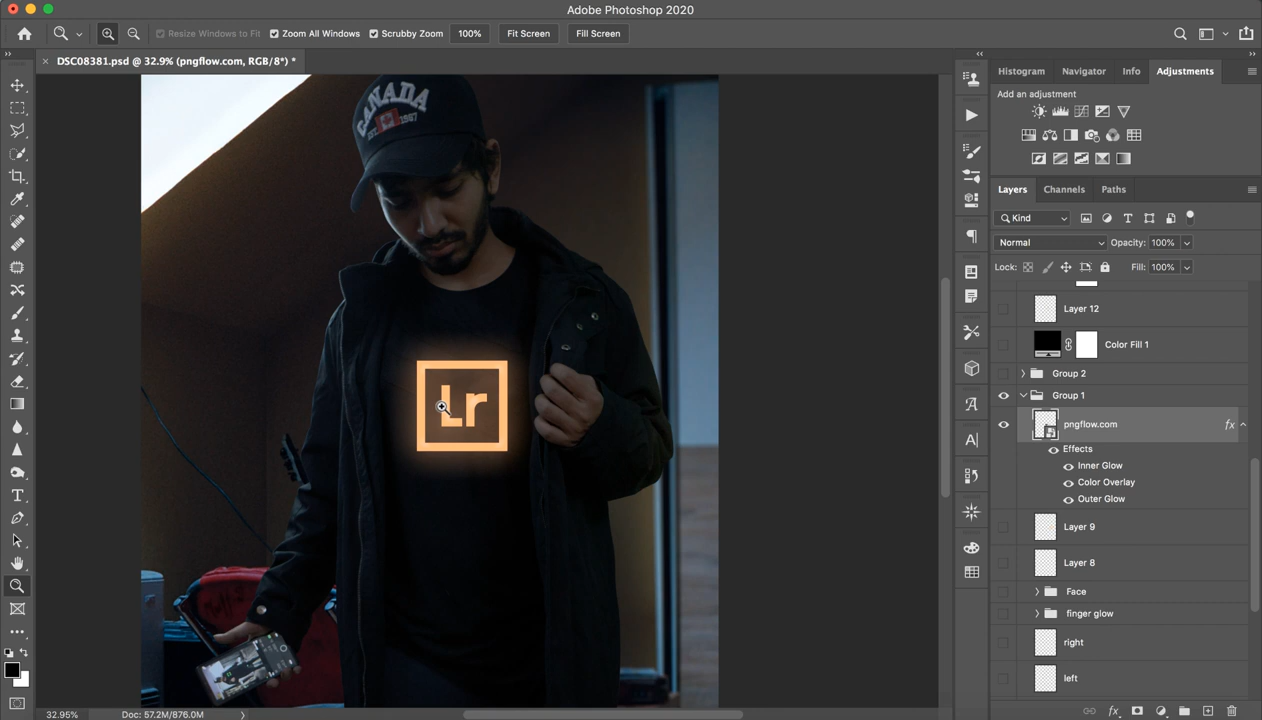 Adobe Photoshop 2020
Resize Windows to Fit Zoom All Windows Scrubby Zoom 100% Fit Screen Fill Screen
DSC08381.psd @ 32.9% (pngflow.com, RGB/8*) *
Histogram Navigator Info Adjustments
Add an adjustment
Layers Channels Paths
Kind
Normal Opacity: 100%
Lock: Fill: 100%
Layer 12
Color Fill 1
Group 2
Group 1
pngflow.com fx
Effects
Inner Glow
Color Overlay
Outer Glow
Layer 9
Layer 8
Face
finger glow
right
left
CANADA
EST. 1867
Lr
32.95% Doc: 57.2M/876.0M
fx